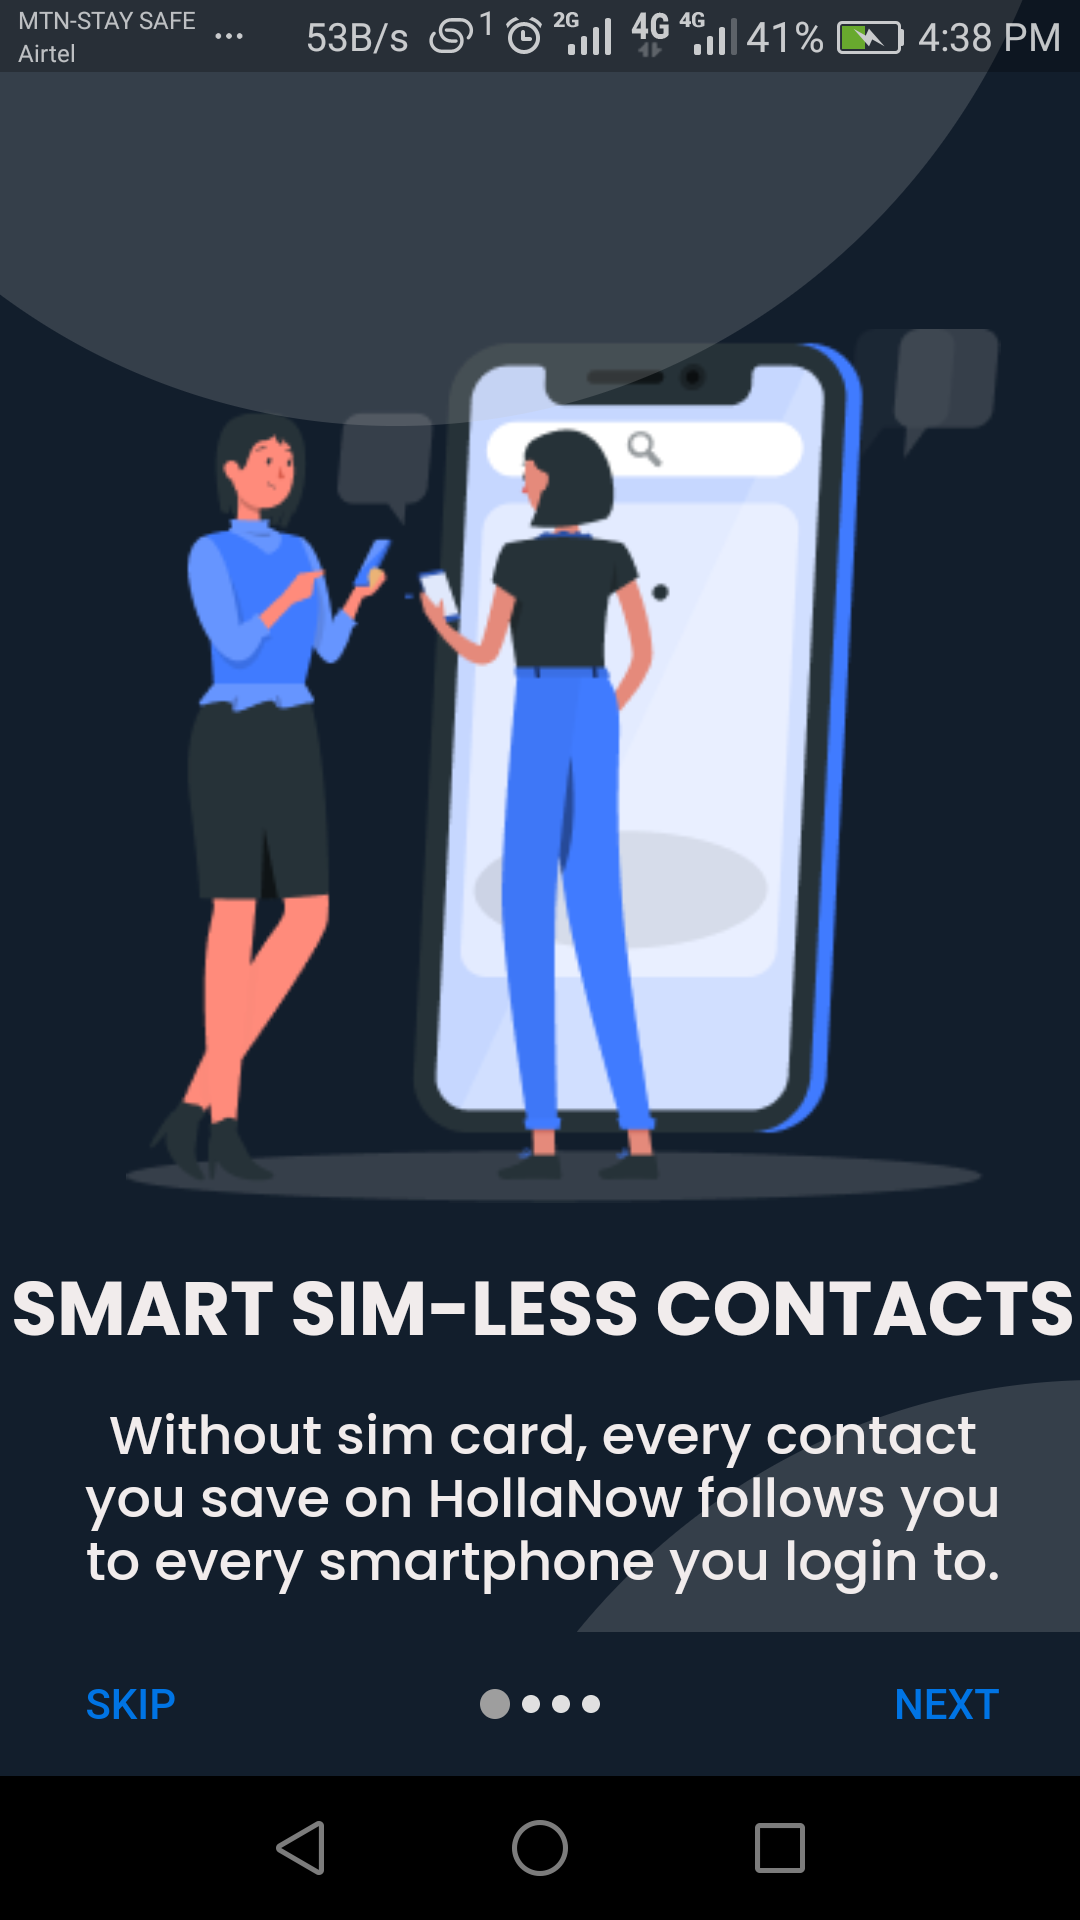 MTN-STAY SAFE
Airtel
... 53B/s 1 2G 4G 4G 41% 4:38 PM
SMART SIM-LESS CONTACTS
Without sim card, every contact
you save on HollaNow follows you
to every smartphone you login to.
SKIP NEXT